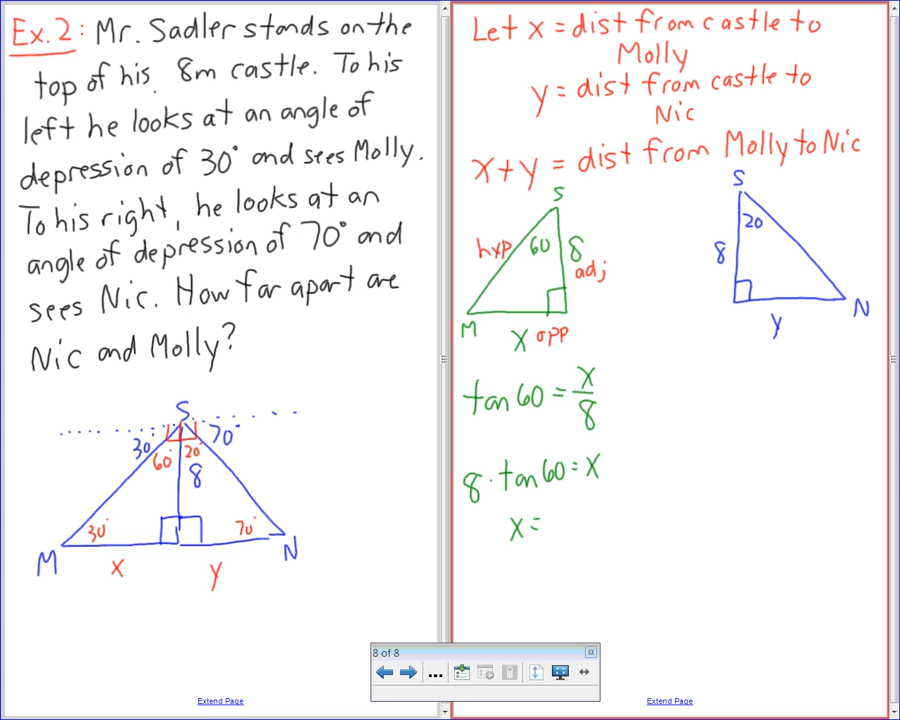 Ex.2: Mr. Sadler stands on the
top of his 8m castle. To his
left he looks at an angle of
depression of 30° and sees Molly.
To his right, he looks at an
angle of depression of 70° and
sees Nic. How far apart are
Nic and Molly?
S
30° 70°
60° 20°
8
30° 70°
M N
x y
Extend Page
Let x = dist from castle to
Molly
y = dist from castle to
Nic
x+y = dist from Molly to Nic
S
hyp 60 8
adj
M
x opp
S
20
8
N
y
tan 60 = x/8
8 · tan 60 = x
x =
8 of 8
...
Extend Page